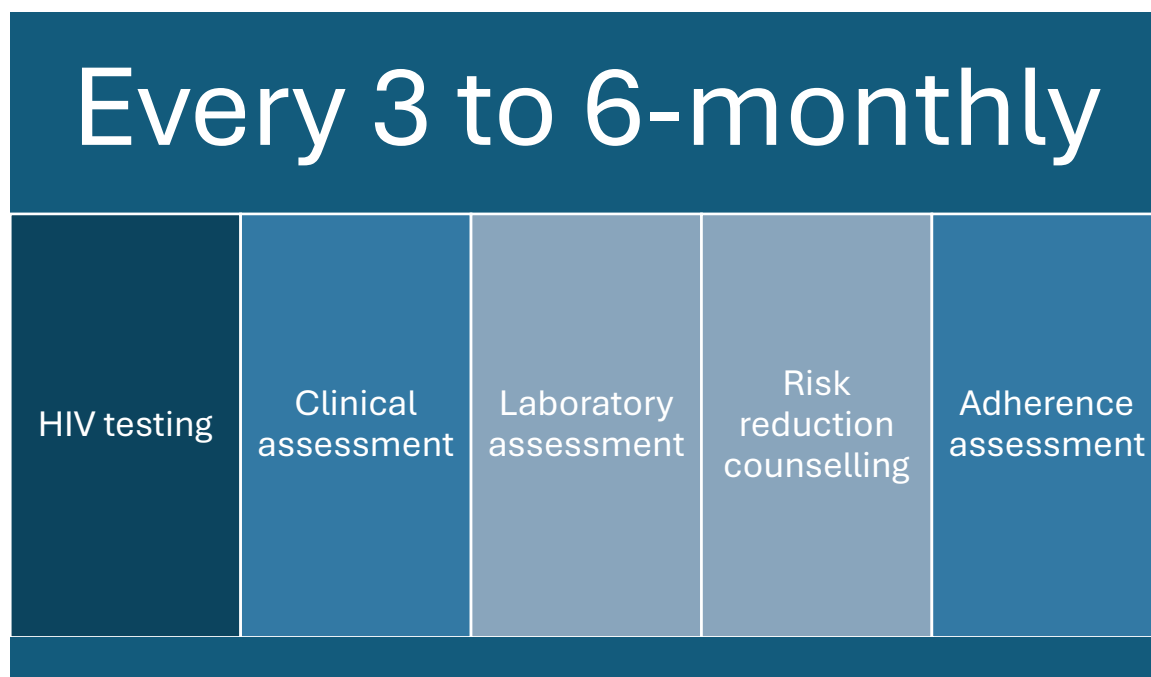 Every 3 to 6-monthly
HIV testing
Clinical
assessment
Laboratory
assessment
Risk
reduction
counselling
Adherence
assessment